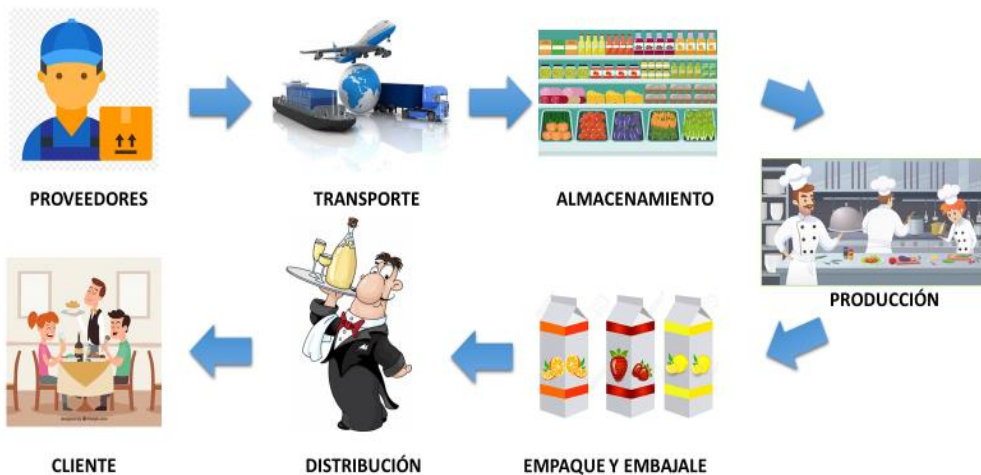 PROVEEDORES
TRANSPORTE
ALMACENAMIENTO
PRODUCCIÓN
EMPAQUE Y EMBAJALE
DISTRIBUCIÓN
CLIENTE